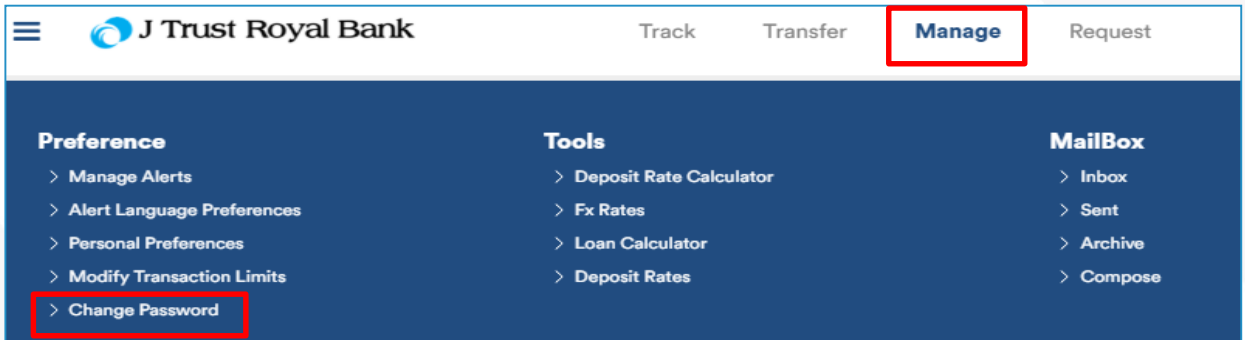 J Trust Royal Bank Track Transfer Manage Request
Preference Tools MailBox
> Manage Alerts > Deposit Rate Calculator > Inbox
> Alert Language Preferences > Fx Rates > Sent
> Personal Preferences > Loan Calculator > Archive
> Modify Transaction Limits > Deposit Rates > Compose
> Change Password